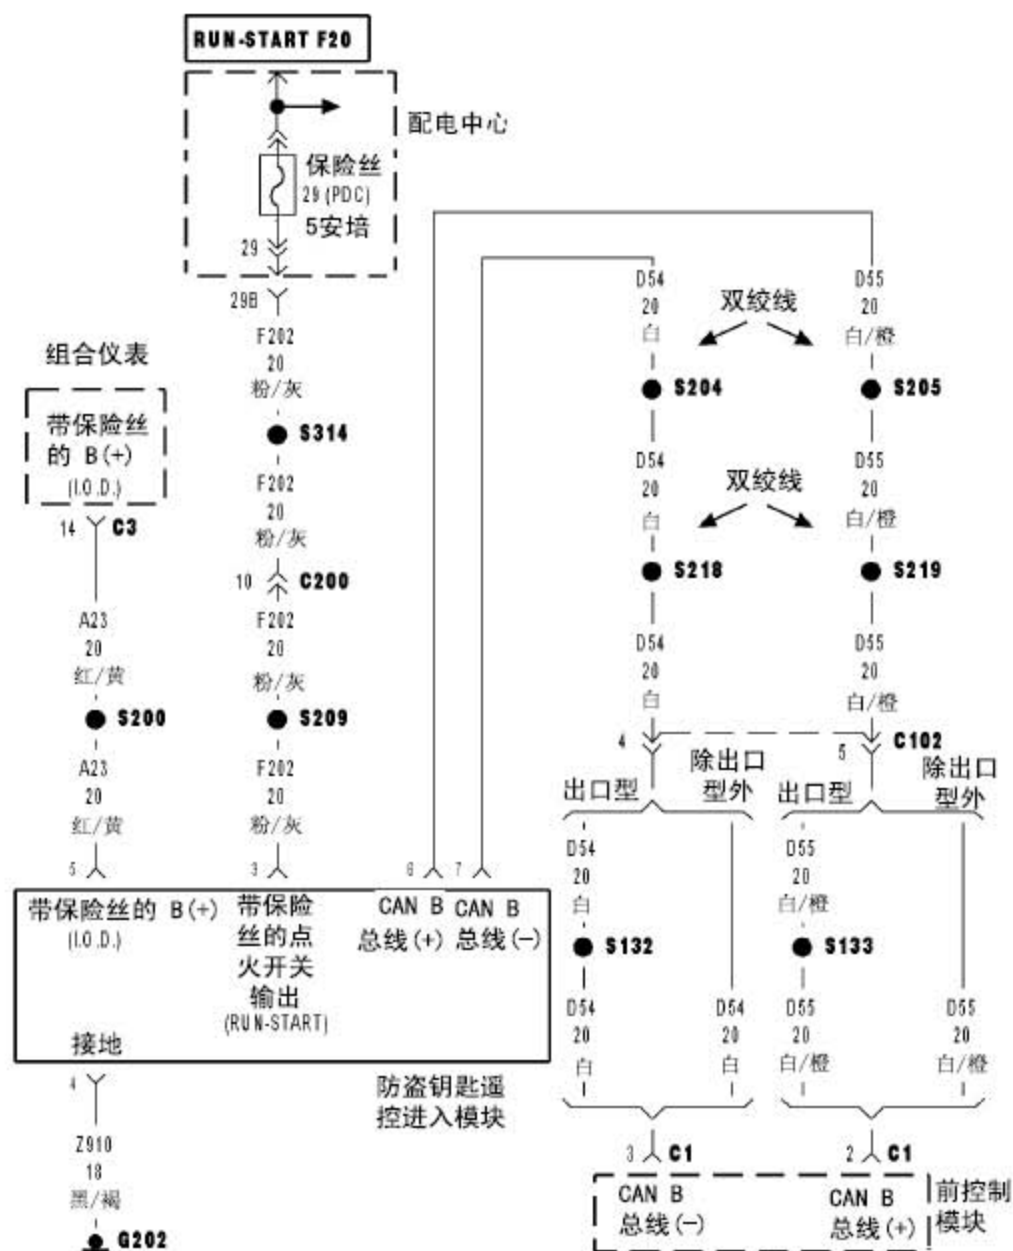 RUN-START F20
配电中心
保险丝
29 (PDC)
5安培
29
29B
F202
20
粉/灰
S314
F202
20
粉/灰
10
C200
F202
20
粉/灰
S209
F202
20
粉/灰
3
组合仪表
带保险丝
的 B(+)
(I.O.D.)
14
C3
A23
20
红/黄
S200
A23
20
红/黄
5
D54
20
白
双绞线
D55
20
白/橙
S204
S205
D54
20
白
双绞线
D55
20
白/橙
S218
S219
D54
20
白
D55
20
白/橙
4
5
C102
出口型
除出口
型外
出口型
除出口
型外
D54
20
白
D55
20
白/橙
S132
S133
D54
20
白
D54
20
白
D55
20
白/橙
D55
20
白/橙
3
C1
2
C1
CAN B
总线(-)
CAN B
总线(+)
前控制
模块
6
7
带保险丝的 B(+)
(I.O.D.)
带保险
丝的点
火开关
输出
(RUN-START)
CAN B
总线(+)
CAN B
总线(-)
接地
防盗钥匙遥
控进入模块
4
Z910
18
黑/褐
G202